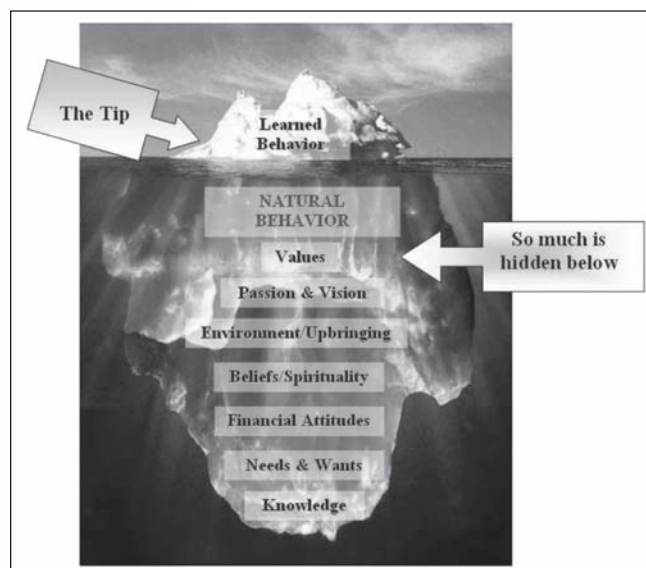 The Tip
Learned
Behavior
NATURAL
BEHAVIOR
So much is
hidden below
Values
Passion & Vision
Environment/Upbringing
Beliefs/Spirituality
Financial Attitudes
Needs & Wants
Knowledge